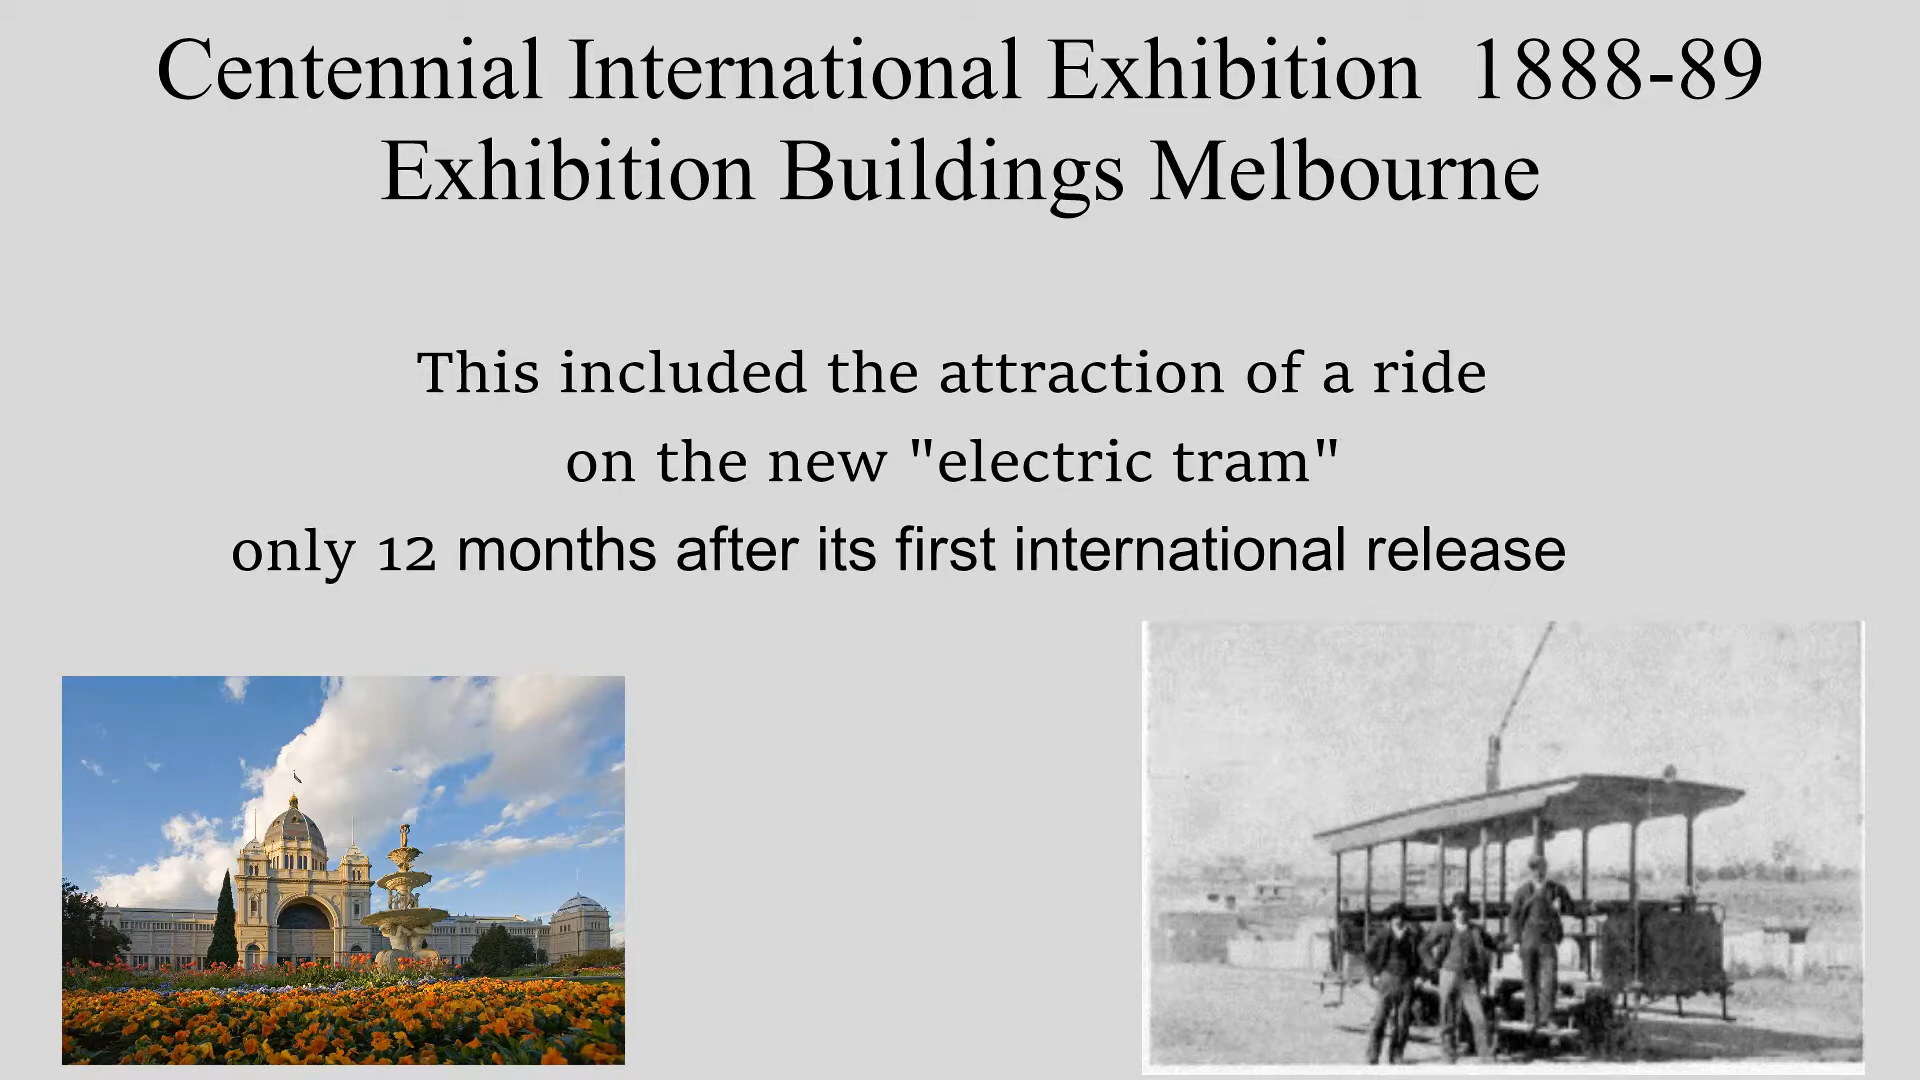 Centennial International Exhibition 1888-89
Exhibition Buildings Melbourne
This included the attraction of a ride
on the new "electric tram"
only 12 months after its first international release